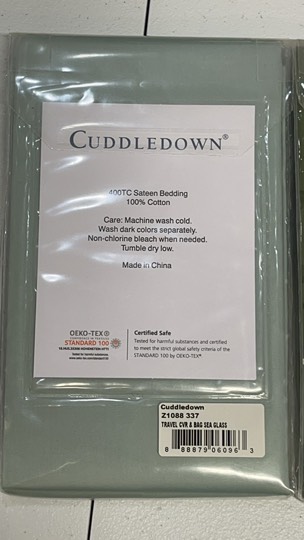 CUDDLEDOWN®
400TC Sateen Bedding
100% Cotton
Care: Machine wash cold.
Wash dark colors separately.
Non-chlorine bleach when needed.
Tumble dry low.
Made in China
OEKO-TEX®
STANDARD 100
Certified Safe
Tested for harmful substances and certified
to meet the strict global safety criteria of the
STANDARD 100 by OEKO-TEX®
Cuddledown
Z1088 337
TRAVEL CVR & BAG SEA GLASS
8 88879 06096 3